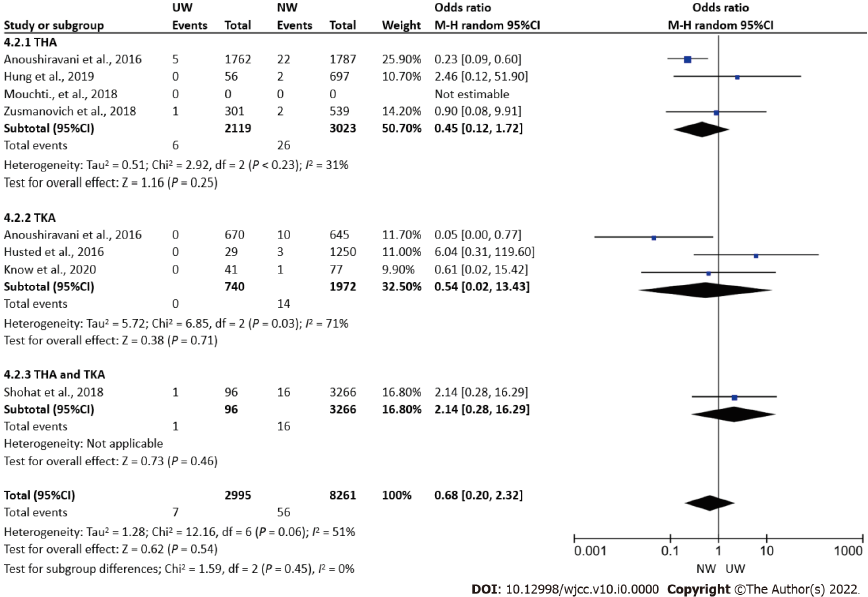 UW NW Odds ratio Odds ratio
Study or subgroup Events Total Events Total Weight M-H random 95%CI M-H random 95%CI
4.2.1 THA
Anoushiravani et al., 2016 5 1762 22 1787 25.90% 0.23 [0.09, 0.60]
Hung et al., 2019 0 56 2 697 10.70% 2.46 [0.12, 51.90]
Mouchti., et al., 2018 0 0 0 0 Not estimable
Zusmanovich et al., 2018 1 301 2 539 14.20% 0.90 [0.08, 9.91]
Subtotal (95%CI) 2119 3023 50.70% 0.45 [0.12, 1.72]
Total events 6 26
Heterogeneity: Tau² = 0.51; Chi² = 2.92, df = 2 (P < 0.23); I² = 31%
Test for overall effect: Z = 1.16 (P = 0.25)
4.2.2 TKA
Anoushiravani et al., 2016 0 670 10 645 11.70% 0.05 [0.00, 0.77]
Husted et al., 2016 0 29 3 1250 11.00% 6.04 [0.31, 119.60]
Know et al., 2020 0 41 1 77 9.90% 0.61 [0.02, 15.42]
Subtotal (95%CI) 740 1972 32.50% 0.54 [0.02, 13.43]
Total events 0 14
Heterogeneity: Tau² = 5.72; Chi² = 6.85, df = 2 (P = 0.03); I² = 71%
Test for overall effect: Z = 0.38 (P = 0.71)
4.2.3 THA and TKA
Shohat et al., 2018 1 96 16 3266 16.80% 2.14 [0.28, 16.29]
Subtotal (95%CI) 96 3266 16.80% 2.14 [0.28, 16.29]
Total events 1 16
Heterogeneity: Not applicable
Test for overall effect: Z = 0.73 (P = 0.46)
Total (95%CI) 2995 8261 100% 0.68 [0.20, 2.32]
Total events 7 56
Heterogeneity: Tau² = 1.28; Chi² = 12.16, df = 6 (P = 0.06); I² = 51%
Test for overall effect: Z = 0.62 (P = 0.54)
Test for subgroup differences; Chi² = 1.59, df = 2 (P = 0.45), I² = 0%
0.001 0.1 1 10 1000
NW UW
DOI: 10.12998/wjcc.v10.i0.0000 Copyright ©The Author(s) 2022.